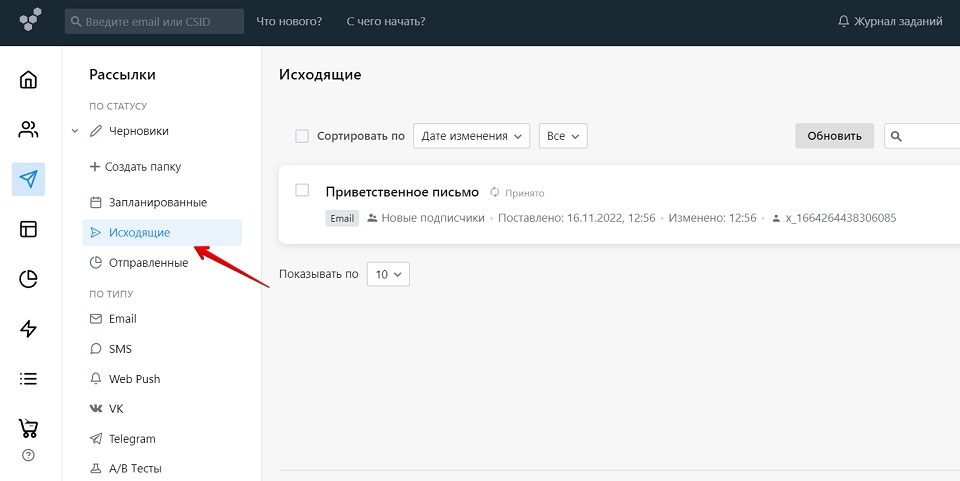 Введите email или CSID Что нового? С чего начать? Журнал заданий
Рассылки
ПО СТАТУСУ
Черновики
Создать папку
Запланированные
Исходящие
Отправленные
ПО ТИПУ
Email
SMS
Web Push
VK
Telegram
A/B Тесты
Исходящие
Сортировать по Дате изменения Все Обновить
Приветственное письмо Принято
Email Новые подписчики • Поставлено: 16.11.2022, 12:56 • Изменено: 12:56 • x_1664264438306085
Показывать по 10